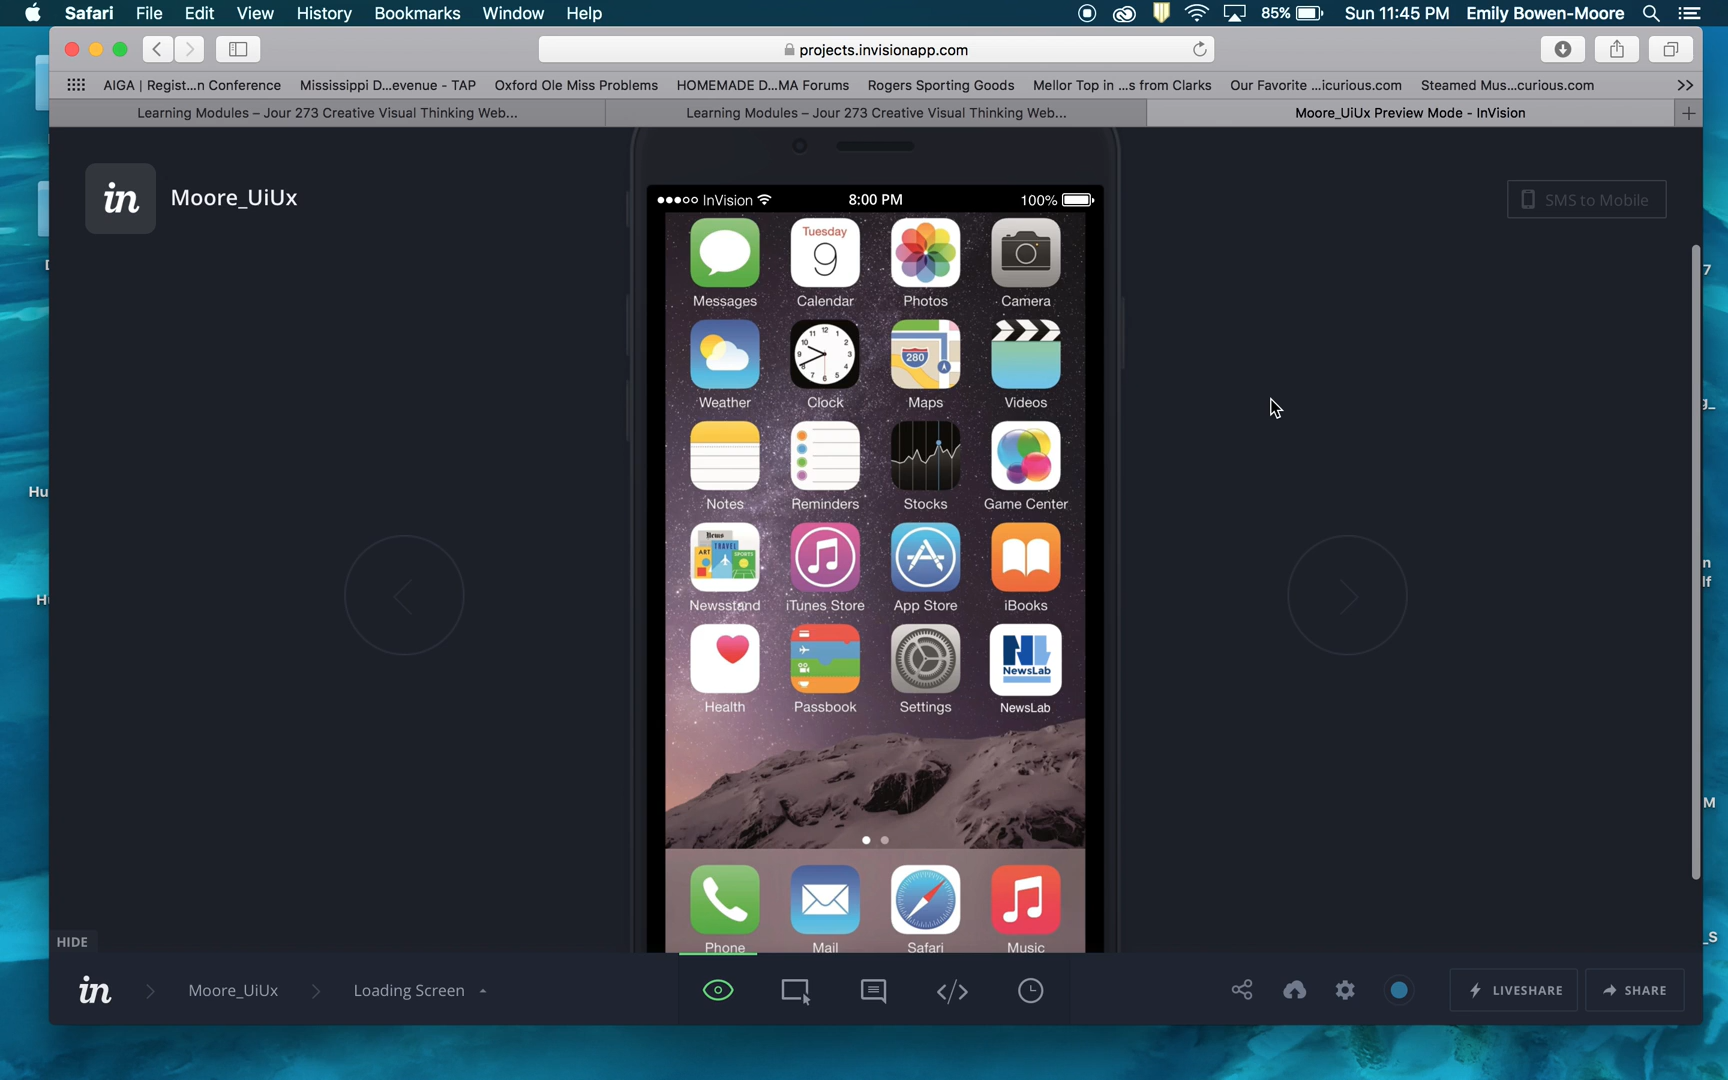 Safari File Edit View History Bookmarks Window Help 85% Sun 11:45 PM Emily Bowen-Moore
projects.invisionapp.com
AIGA | Regist...n Conference Mississippi D...evenue - TAP Oxford Ole Miss Problems HOMEMADE D...MA Forums Rogers Sporting Goods Mellor Top in ...s from Clarks Our Favorite ...icurious.com Steamed Mus...curious.com >>
Learning Modules – Jour 273 Creative Visual Thinking Web... Learning Modules – Jour 273 Creative Visual Thinking Web... Moore_UiUx Preview Mode - InVision
in Moore_UiUx
SMS to Mobile
InVision 8:00 PM 100%
Tuesday
9
Messages Calendar Photos Camera
280
Weather Clock Maps Videos
Notes Reminders Stocks Game Center
News
ART TRAVEL SPORTS
Newsstand iTunes Store App Store iBooks
NL
NewsLab
Health Passbook Settings NewsLab
Phone Mail Safari Music
HIDE
in Moore_UiUx Loading Screen
LIVESHARE SHARE
Hu